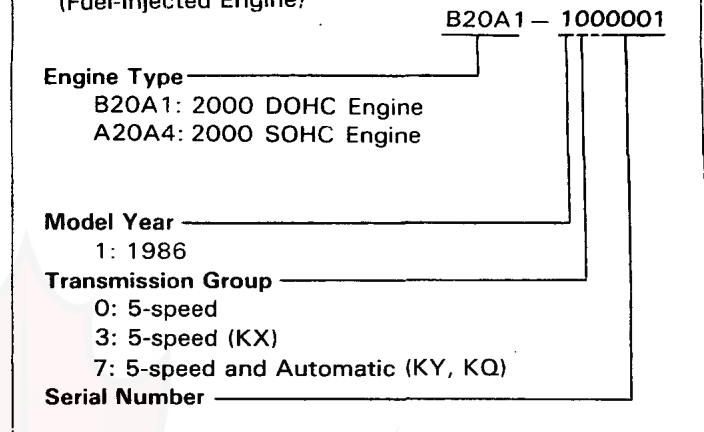 (Fuel-Injected Engine)
B20A1 – 1000001
Engine Type
B20A1: 2000 DOHC Engine
A20A4: 2000 SOHC Engine
Model Year
1: 1986
Transmission Group
0: 5-speed
3: 5-speed (KX)
7: 5-speed and Automatic (KY, KQ)
Serial Number